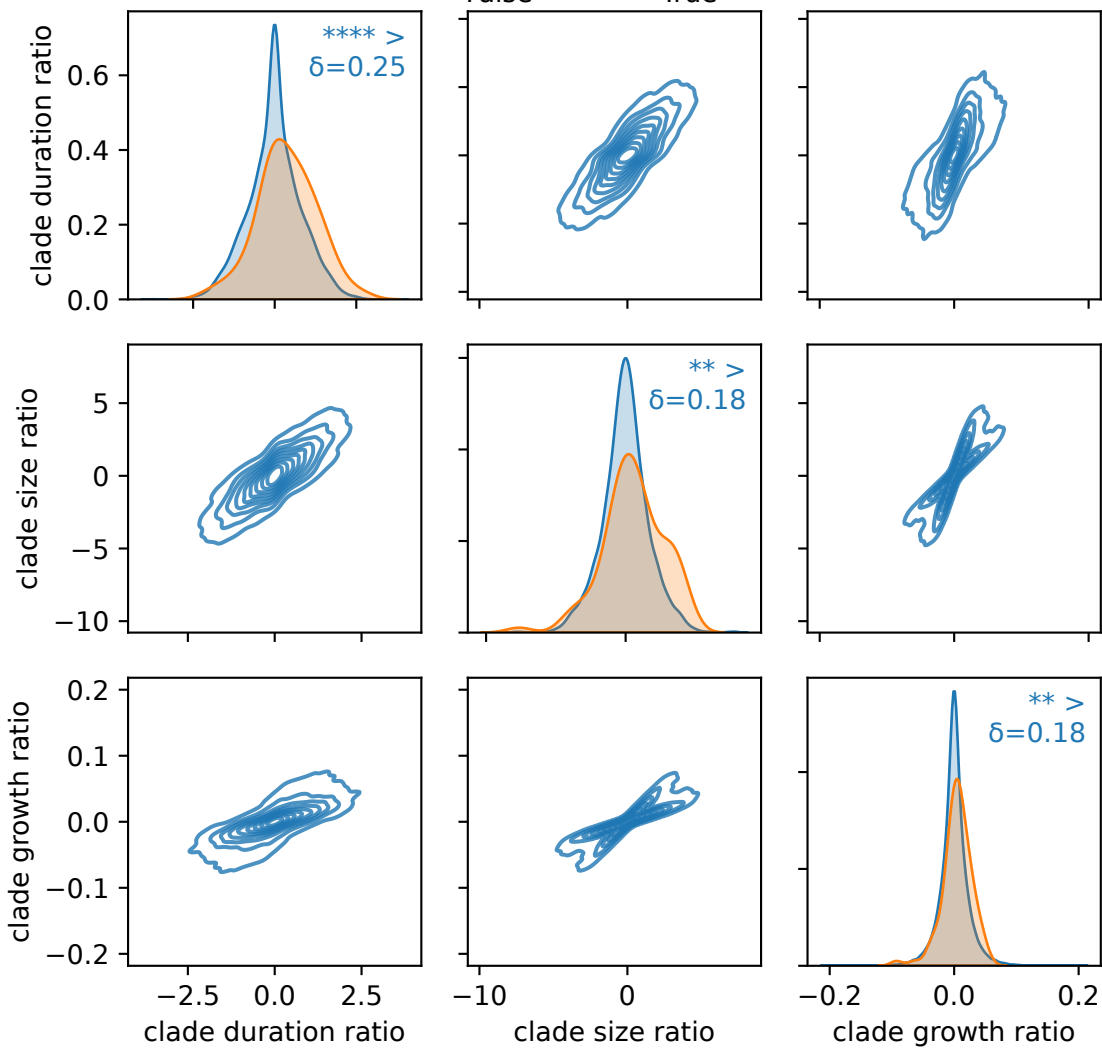 True
clade duration ratio
0.6
0.4
0.2
0.0
**** >
δ=0.25
clade size ratio
5
0
−5
−10
** >
δ=0.18
clade growth ratio
0.2
0.1
0.0
−0.1
−0.2
** >
δ=0.18
−2.5
0.0
2.5
−10
0
−0.2
0.0
0.2
clade duration ratio
clade size ratio
clade growth ratio